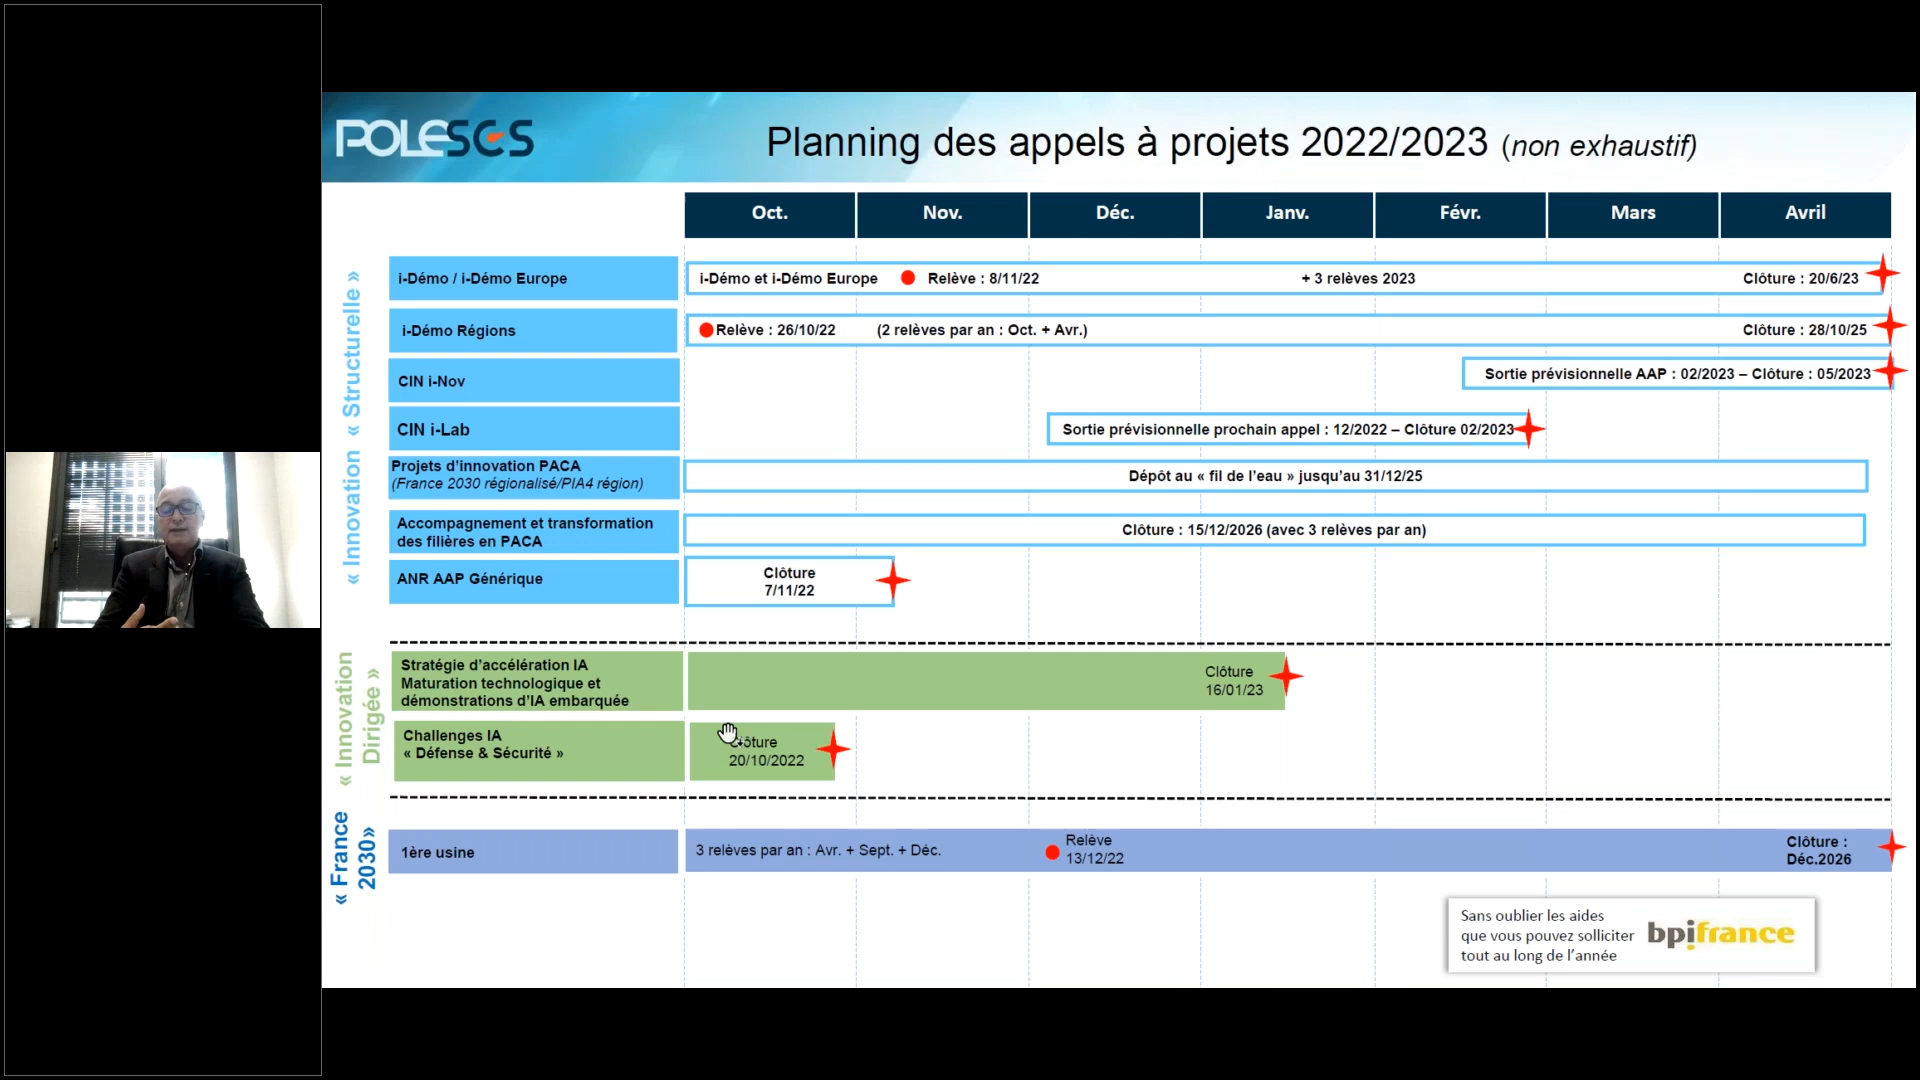 POLESCS
Planning des appels à projets 2022/2023 (non exhaustif)
Oct.
Nov.
Déc.
Janv.
Févr.
Mars
Avril
« Innovation « Structurelle »
i-Démo / i-Démo Europe
i-Démo et i-Démo Europe
Relève : 8/11/22
+ 3 relèves 2023
Clôture : 20/6/23
i-Démo Régions
Relève : 26/10/22
(2 relèves par an : Oct. + Avr.)
Clôture : 28/10/25
CIN i-Nov
Sortie prévisionnelle AAP : 02/2023 – Clôture : 05/2023
CIN i-Lab
Sortie prévisionnelle prochain appel : 12/2022 – Clôture 02/2023
Projets d’innovation PACA
(France 2030 régionalisé/PIA4 région)
Dépôt au « fil de l’eau » jusqu’au 31/12/25
Accompagnement et transformation
des filières en PACA
Clôture : 15/12/2026 (avec 3 relèves par an)
ANR AAP Générique
Clôture
7/11/22
« Innovation
Dirigée »
Stratégie d’accélération IA
Maturation technologique et
démonstrations d’IA embarquée
Clôture
16/01/23
Challenges IA
« Défense & Sécurité »
Clôture
20/10/2022
« France
2030»
1ère usine
3 relèves par an : Avr. + Sept. + Déc.
Relève
13/12/22
Clôture :
Déc.2026
Sans oublier les aides
que vous pouvez solliciter
tout au long de l’année
bpifrance